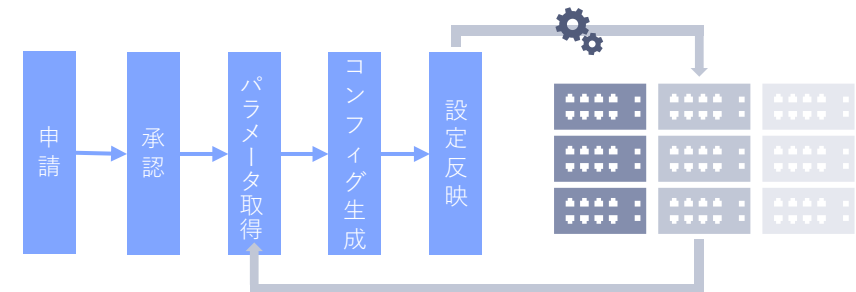 申請
承認
パラメータ取得
コンフィグ生成
設定反映